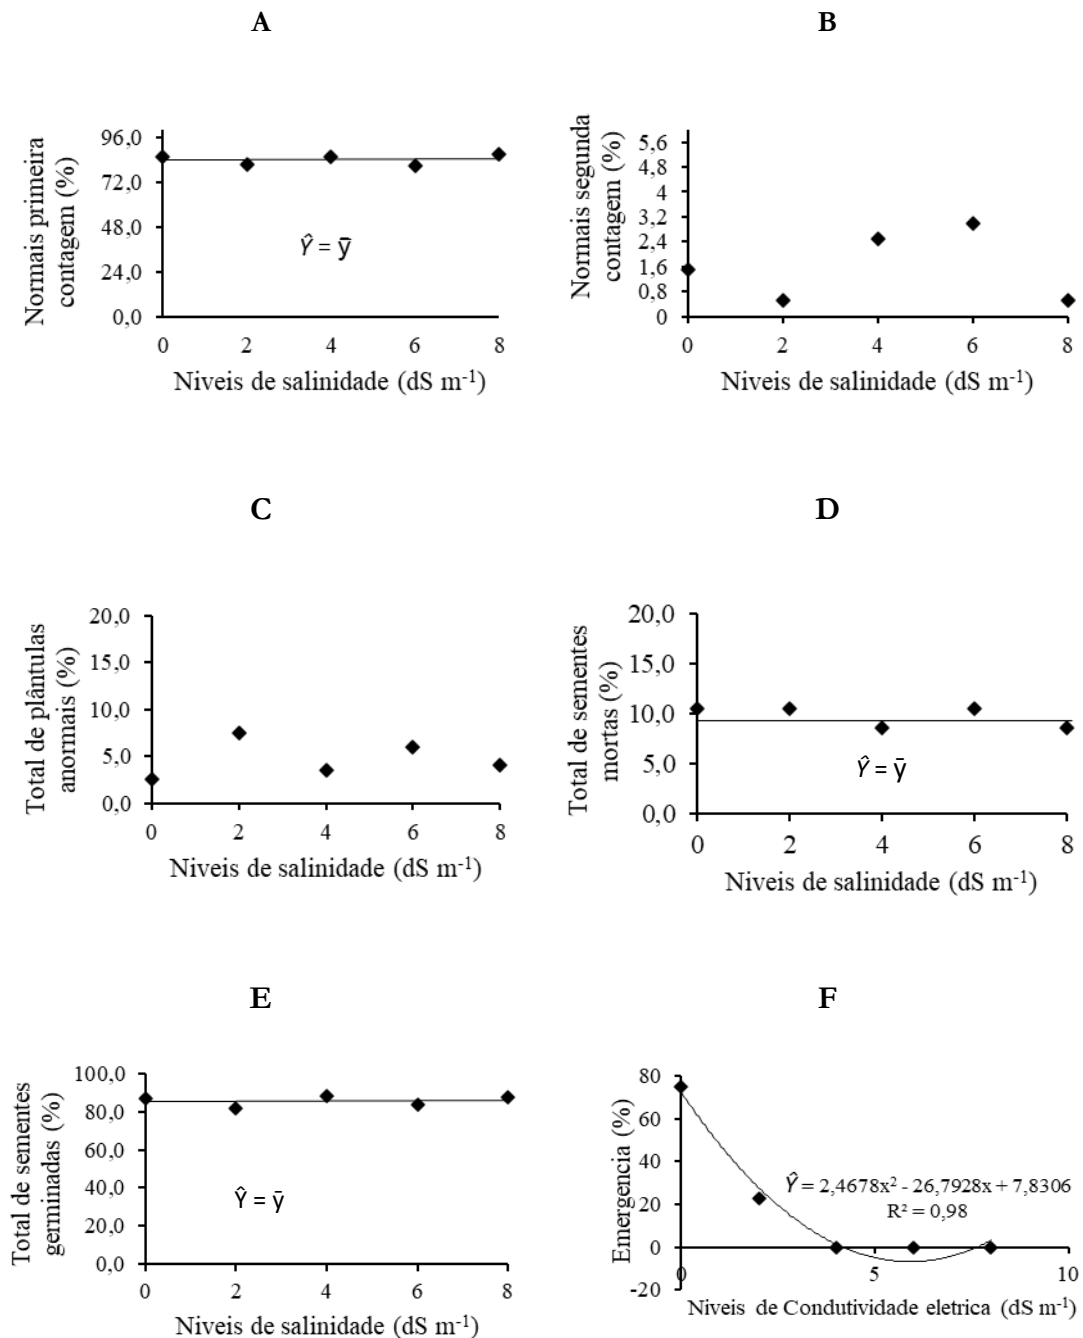 A
Normais primeira
contagem (%)
96,0
72,0
48,0
24,0
0,0
Ŷ = ȳ
0 2 4 6 8
Niveis de salinidade (dS m⁻¹)
B
Normais segunda
contagem (%)
5,6
4,8
4
3,2
2,4
1,6
0,8
0
0 2 4 6 8
Niveis de salinidade (dS m⁻¹)
C
Total de plântulas
anormais (%)
20,0
15,0
10,0
5,0
0,0
0 2 4 6 8
Niveis de salinidade (dS m⁻¹)
D
Total de sementes
mortas (%)
20,0
15,0
10,0
5,0
0,0
Ŷ = ȳ
0 2 4 6 8
Niveis de salinidade (dS m⁻¹)
E
Total de sementes
germinadas (%)
100,0
80,0
60,0
40,0
20,0
0,0
Ŷ = ȳ
0 2 4 6 8
Niveis de salinidade (dS m⁻¹)
F
Emergencia (%)
80
60
40
20
0
-20
Ŷ = 2,4678x² - 26,7928x + 7,8306
R² = 0,98
0 5 10
Niveis de Condutividade eletrica (dS m⁻¹)